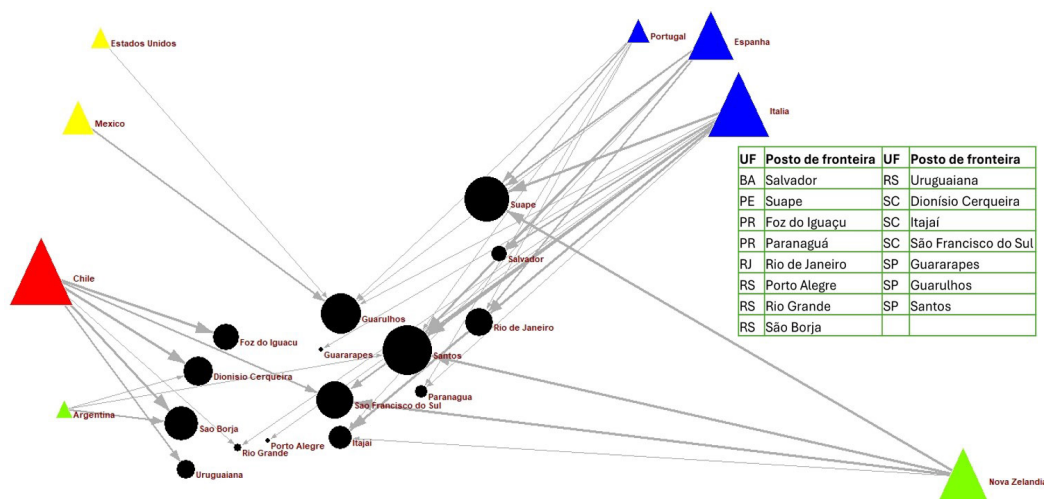 Estados Unidos
Portugal
Espanha
Mexico
Italia
Suape
Salvador
Chile
Guarulhos
Rio de Janeiro
Foz do Iguacu
Guararapes
Santos
Dionisio Cerqueira
Paranagua
Sao Francisco do Sul
Argentina
Sao Borja
Itajaí
Porto Alegre
Rio Grande
Uruguaiana
Nova Zelandia
UF Posto de fronteira UF Posto de fronteira
BA Salvador RS Uruguaiana
PE Suape SC Dionísio Cerqueira
PR Foz do Iguaçu SC Itajaí
PR Paranaguá SC São Francisco do Sul
RJ Rio de Janeiro SP Guararapes
RS Porto Alegre SP Guarulhos
RS Rio Grande SP Santos
RS São Borja